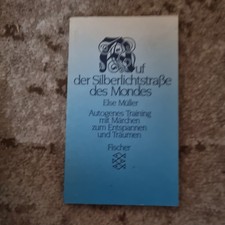 Auf
der Silberlichtstraße
des Mondes
Else Müller
Autogenes Training
mit Märchen
zum Entspannen
und Träumen
Fischer